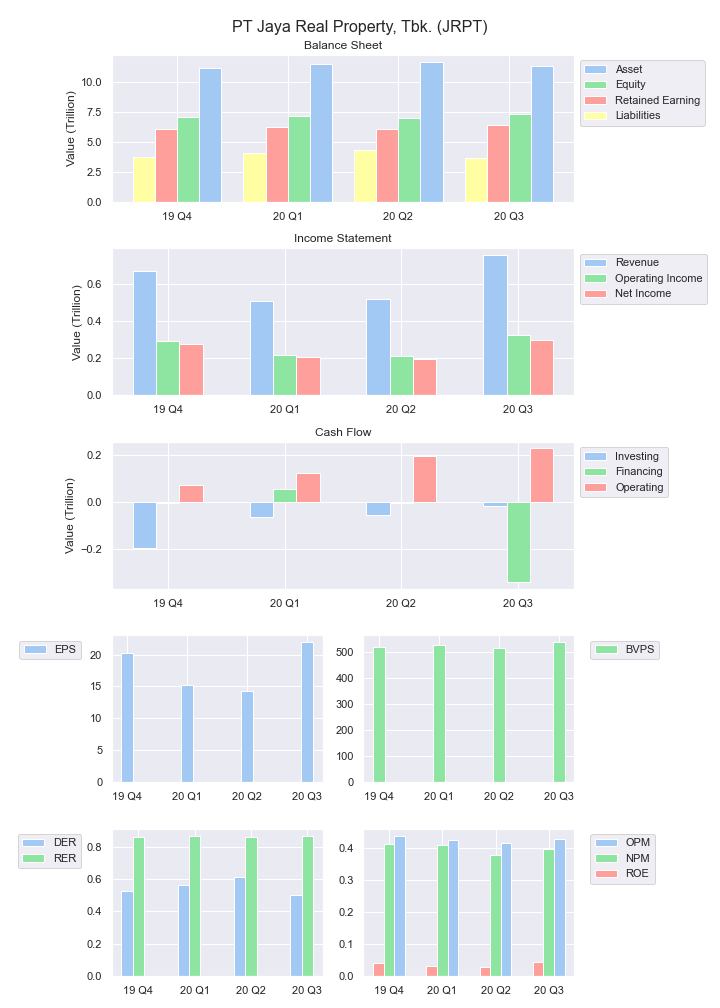 PT Jaya Real Property, Tbk. (JRPT)
Balance Sheet
Value (Trillion)
10.0
7.5
5.0
2.5
0.0
19 Q4 20 Q1 20 Q2 20 Q3
Asset
Equity
Retained Earning
Liabilities
Income Statement
Value (Trillion)
0.6
0.4
0.2
0.0
19 Q4 20 Q1 20 Q2 20 Q3
Revenue
Operating Income
Net Income
Cash Flow
Value (Trillion)
0.2
0.0
−0.2
19 Q4 20 Q1 20 Q2 20 Q3
Investing
Financing
Operating
EPS
20
15
10
5
0
19 Q4 20 Q1 20 Q2 20 Q3
500
400
300
200
100
0
19 Q4 20 Q1 20 Q2 20 Q3
BVPS
DER
RER
0.8
0.6
0.4
0.2
0.0
19 Q4 20 Q1 20 Q2 20 Q3
0.4
0.3
0.2
0.1
0.0
19 Q4 20 Q1 20 Q2 20 Q3
OPM
NPM
ROE